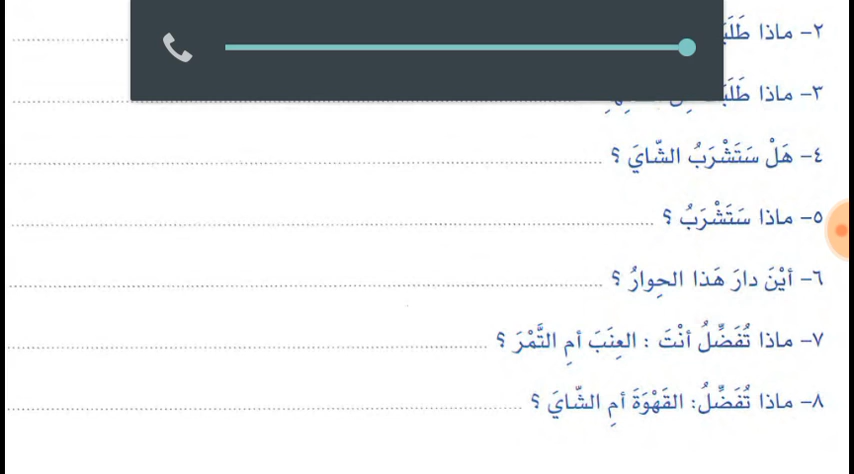 ٢- ماذا
٣- ماذا
٤- هَلْ سَتَشْرَبُ الشّايَ ؟
٥- ماذا سَتَشْرَبُ ؟
٦- أيْنَ دارَ هَذا الحِوارُ ؟
٧- ماذا تُفَضِّلُ أنْتَ : العِنَبَ أمِ التَّمْرَ ؟
٨- ماذا تُفَضِّلُ: القَهْوَةَ أمِ الشّايَ ؟